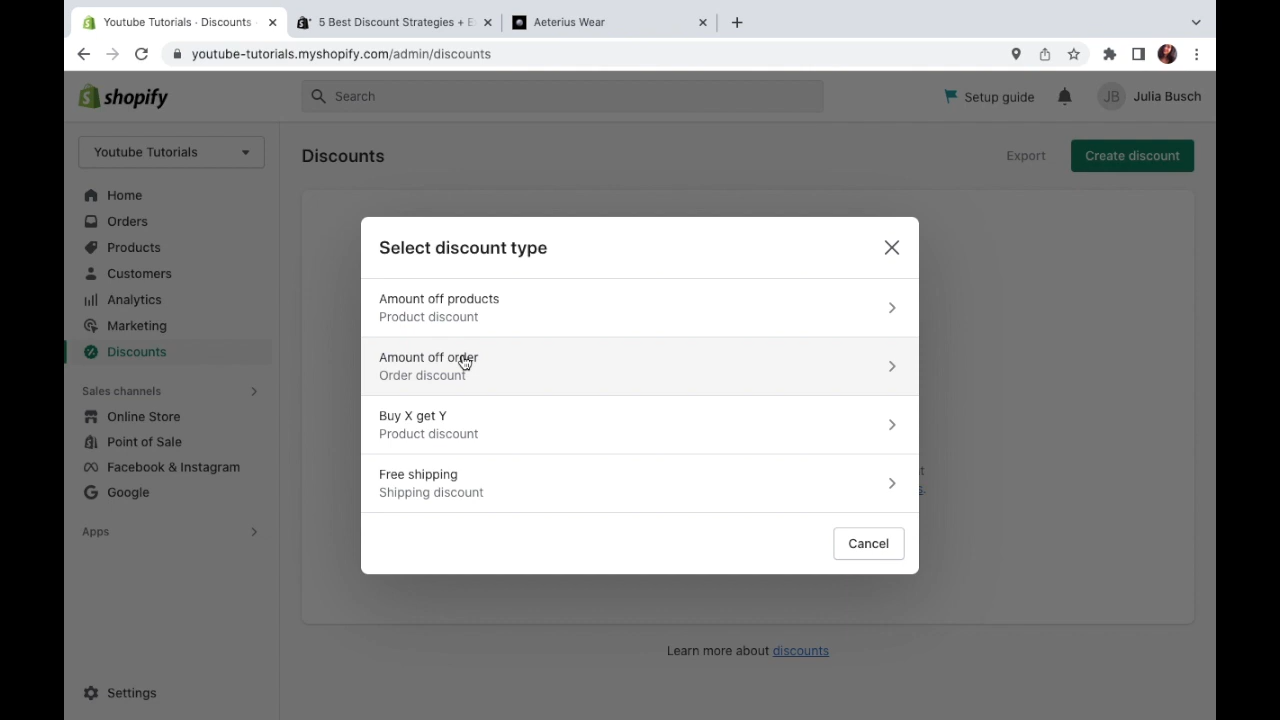 Youtube Tutorials · Discounts ·
5 Best Discount Strategies + E
Aeterius Wear
youtube-tutorials.myshopify.com/admin/discounts
shopify
Search
Setup guide
JB
Julia Busch
Youtube Tutorials
Home
Orders
Products
Customers
Analytics
Marketing
Discounts
Sales channels
Online Store
Point of Sale
Facebook & Instagram
Google
Apps
Settings
Discounts
Export
Create discount
Select discount type
Amount off products
Product discount
Amount off order
Order discount
Buy X get Y
Product discount
Free shipping
Shipping discount
Cancel
Learn more about discounts